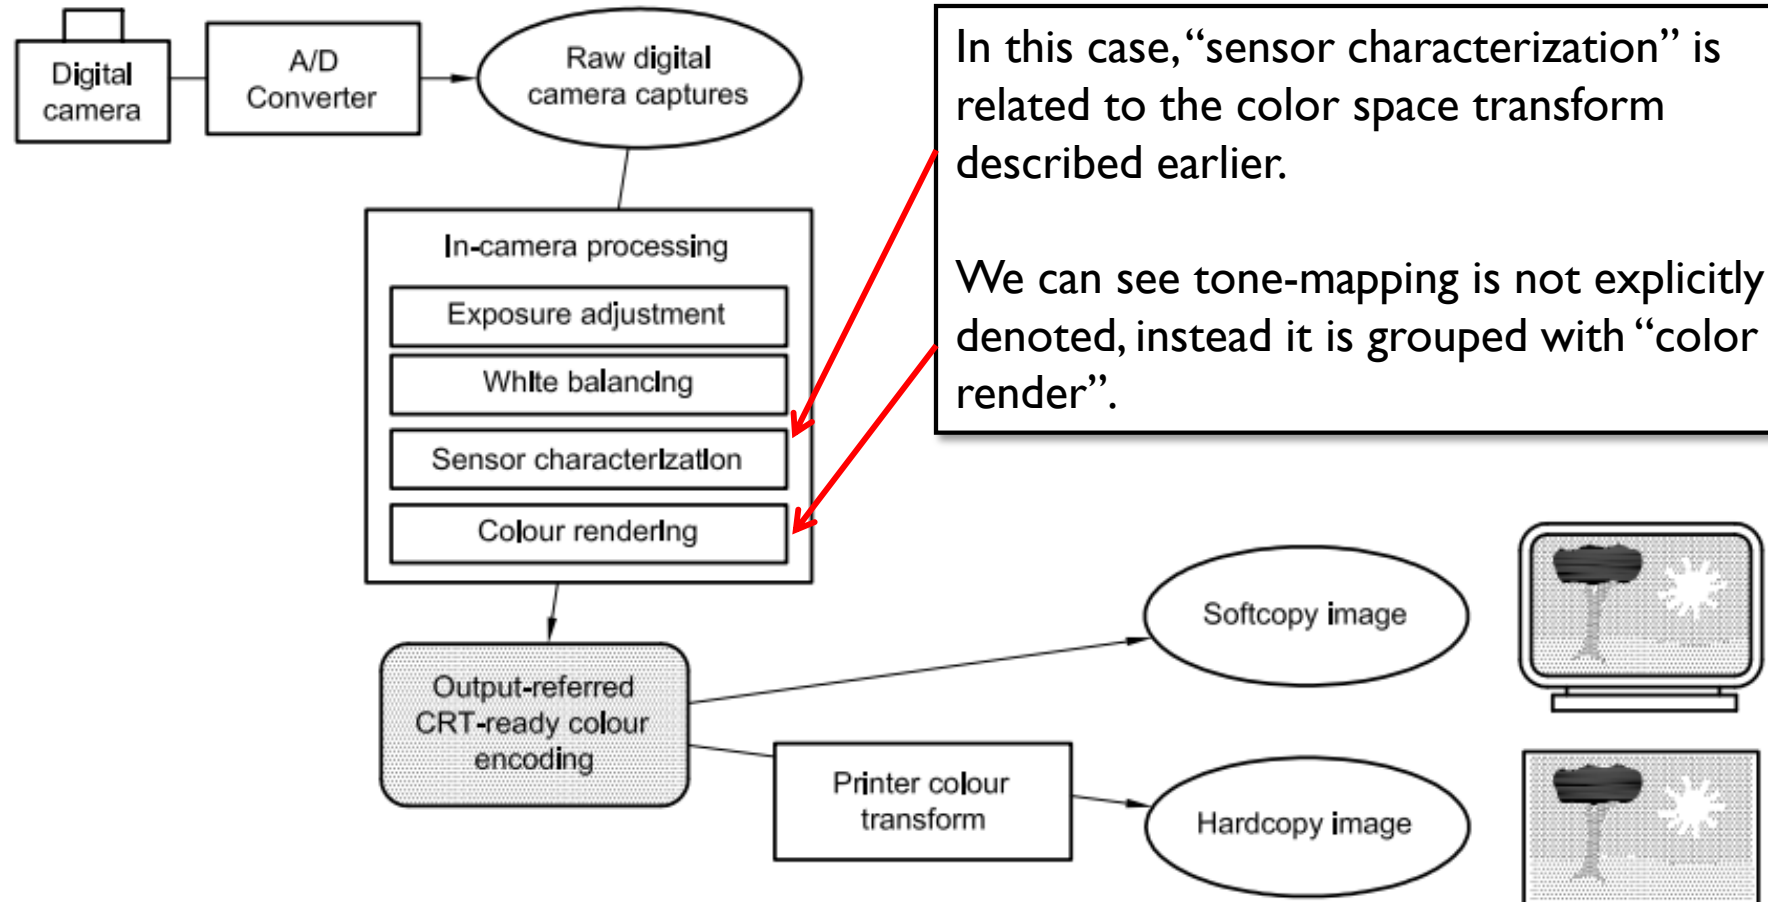 Digital
camera
A/D
Converter
Raw digital
camera captures
In this case, “sensor characterization” is
related to the color space transform
described earlier.
We can see tone-mapping is not explicitly
denoted, instead it is grouped with “color
render”.
In-camera processing
Exposure adjustment
White balancing
Sensor characterization
Colour rendering
Output-referred
CRT-ready colour
encoding
Softcopy image
Printer colour
transform
Hardcopy image